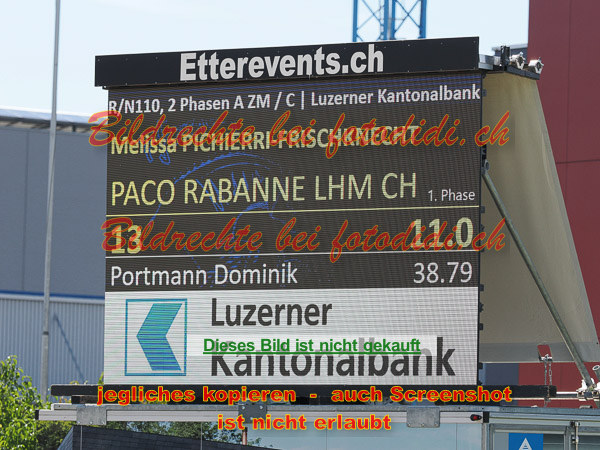 Etterevents.ch
R/N110, 2 Phasen A ZM / C | Luzerner Kantonalbank
Bildrechte bei fotodidi.ch
Melissa PICHIERRI-FRISCHKNECHT
PACO RABANNE LHM CH 1. Phase
13 11.0
Bildrechte bei fotodidi.ch
Portmann Dominik 38.79
Luzerner
Dieses Bild ist nicht gekauft
Kantonalbank
jegliches kopieren - auch Screenshot
ist nicht erlaubt